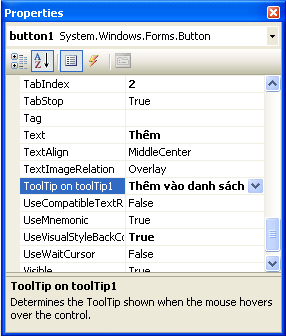 Properties
button1 System.Windows.Forms.Button
TabIndex 2
TabStop True
Tag
Text Thêm
TextAlign MiddleCenter
TextImageRelation Overlay
ToolTip on toolTip1 Thêm vào danh sách
UseCompatibleTextR False
UseMnemonic True
UseVisualStyleBackCo True
UseWaitCursor False
Visible True
ToolTip on toolTip1
Determines the ToolTip shown when the mouse hovers
over the control.